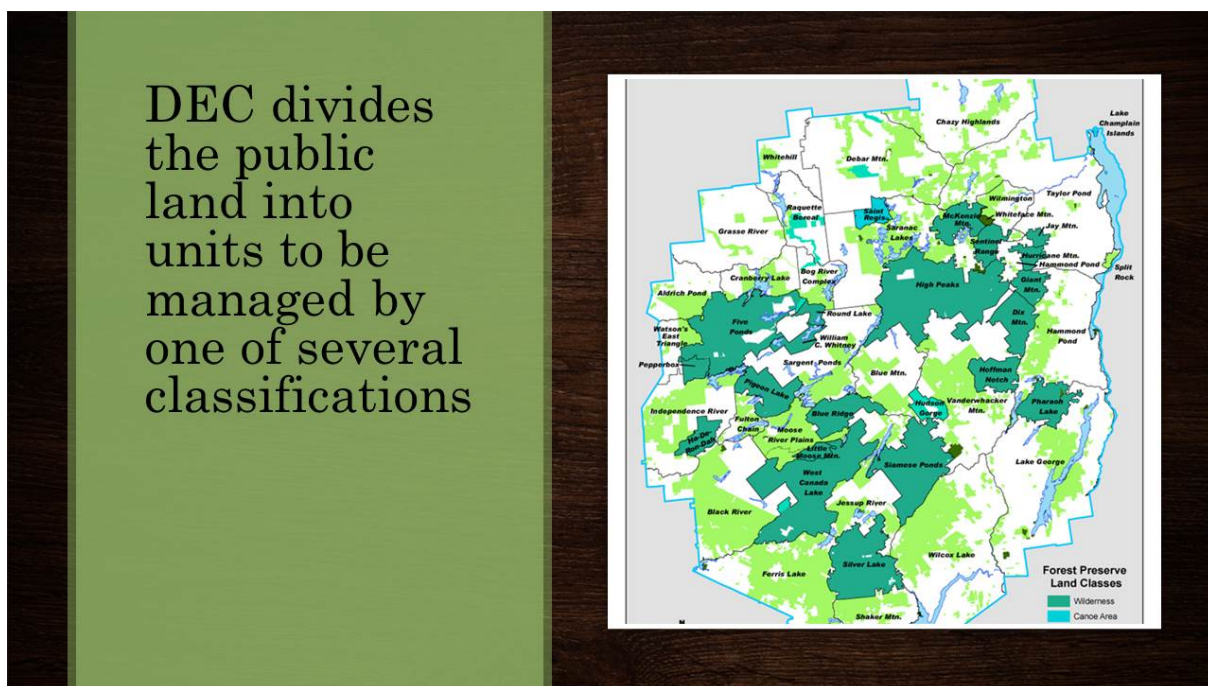 DEC divides
the public
land into
units to be
managed by
one of several
classifications
Chazy Highlands
Lake
Champlain
Islands
Whitehill
Debar Mtn.
Taylor Pond
Wilmington
Raquette
Boreal
Saint
Regis
McKenzie
Mtn.
Whiteface Mtn.
Jay Mtn.
Grasse River
Saranac
Lakes
Sentinel
Range
Hurricane Mtn.
Hammond Pond
Split
Rock
Cranberry Lake
Bog River
Complex
High Peaks
Giant
Mtn.
Aldrich Pond
Round Lake
Dix
Mtn.
Five
Ponds
Watson's
East
Triangle
William
C. Whitney
Hammond
Pond
Pepperbox
Sargent Ponds
Blue Mtn.
Hoffman
Notch
Pigeon Lake
Hudson
Gorge
Vanderwhacker
Mtn.
Pharaoh
Lake
Independence River
Fulton
Chain
Blue Ridge
Moose
River Plains
Ha-De-
Ron-Dah
Little
Moose Mtn.
West
Canada
Lake
Siamese Ponds
Lake George
Jessup River
Black River
Wilcox Lake
Ferris Lake
Silver Lake
Shaker Mtn.
Forest Preserve
Land Classes
Wilderness
Canoe Area
N